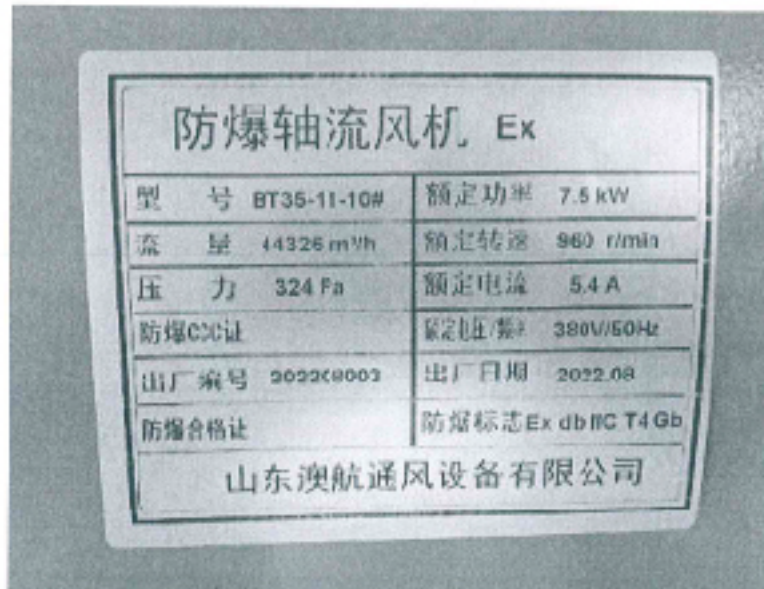 防爆轴流风机 Ex
型 号 BT35-11-10# 额定功率 7.5 kW
流 量 44326 m³/h 额定转速 960 r/min
压 力 324 Pa 额定电流 5.4 A
防爆CCC证 额定电压/频率 380V/50Hz
出厂编号 202208003 出厂日期 2022.08
防爆合格证 防爆标志 Ex db IIC T4 Gb
山东澳航通风设备有限公司